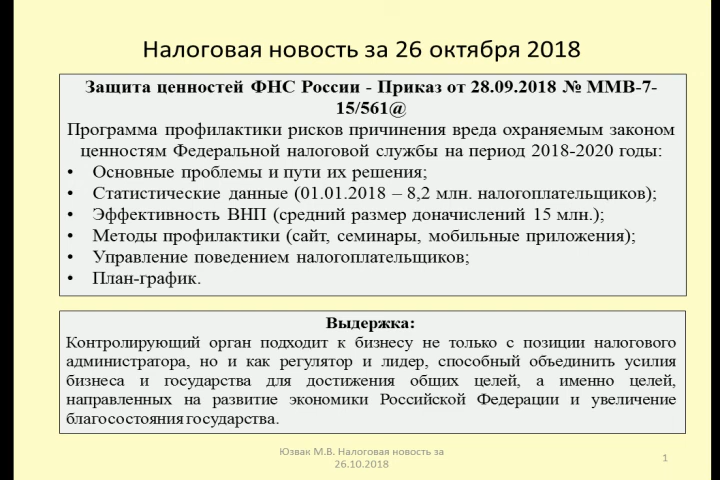 Налоговая новость за 26 октября 2018
Защита ценностей ФНС России - Приказ от 28.09.2018 № ММВ-7-
15/561@
Программа профилактики рисков причинения вреда охраняемым законом
ценностям Федеральной налоговой службы на период 2018-2020 годы:
• Основные проблемы и пути их решения;
• Статистические данные (01.01.2018 – 8,2 млн. налогоплательщиков);
• Эффективность ВНП (средний размер доначислений 15 млн.);
• Методы профилактики (сайт, семинары, мобильные приложения);
• Управление поведением налогоплательщиков;
• План-график.
Выдержка:
Контролирующий орган подходит к бизнесу не только с позиции налогового
администратора, но и как регулятор и лидер, способный объединить усилия
бизнеса и государства для достижения общих целей, а именно целей,
направленных на развитие экономики Российской Федерации и увеличение
благосостояния государства.
Юзвак М.В. Налоговая новость за
26.10.2018
1